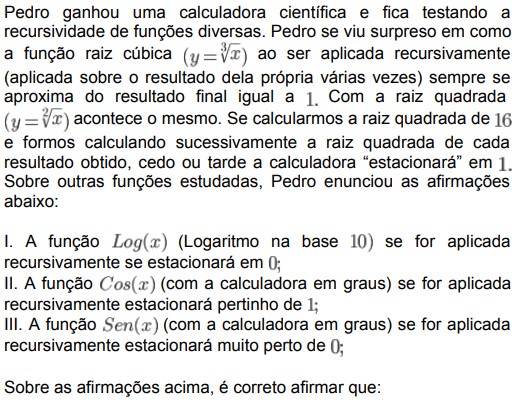 Pedro ganhou uma calculadora científica e fica testando a
recursividade de funções diversas. Pedro se viu surpreso em como
a função raiz cúbica (y = ∛x) ao ser aplicada recursivamente
(aplicada sobre o resultado dela própria várias vezes) sempre se
aproxima do resultado final igual a 1. Com a raiz quadrada
(y = ²√x) acontece o mesmo. Se calcularmos a raiz quadrada de 16
e formos calculando sucessivamente a raiz quadrada de cada
resultado obtido, cedo ou tarde a calculadora “estacionará” em 1.
Sobre outras funções estudadas, Pedro enunciou as afirmações
abaixo:
I. A função Log(x) (Logaritmo na base 10) se for aplicada
recursivamente se estacionará em 0;
II. A função Cos(x) (com a calculadora em graus) se for aplicada
recursivamente estacionará pertinho de 1;
III. A função Sen(x) (com a calculadora em graus) se for aplicada
recursivamente estacionará muito perto de 0;
Sobre as afirmações acima, é correto afirmar que: